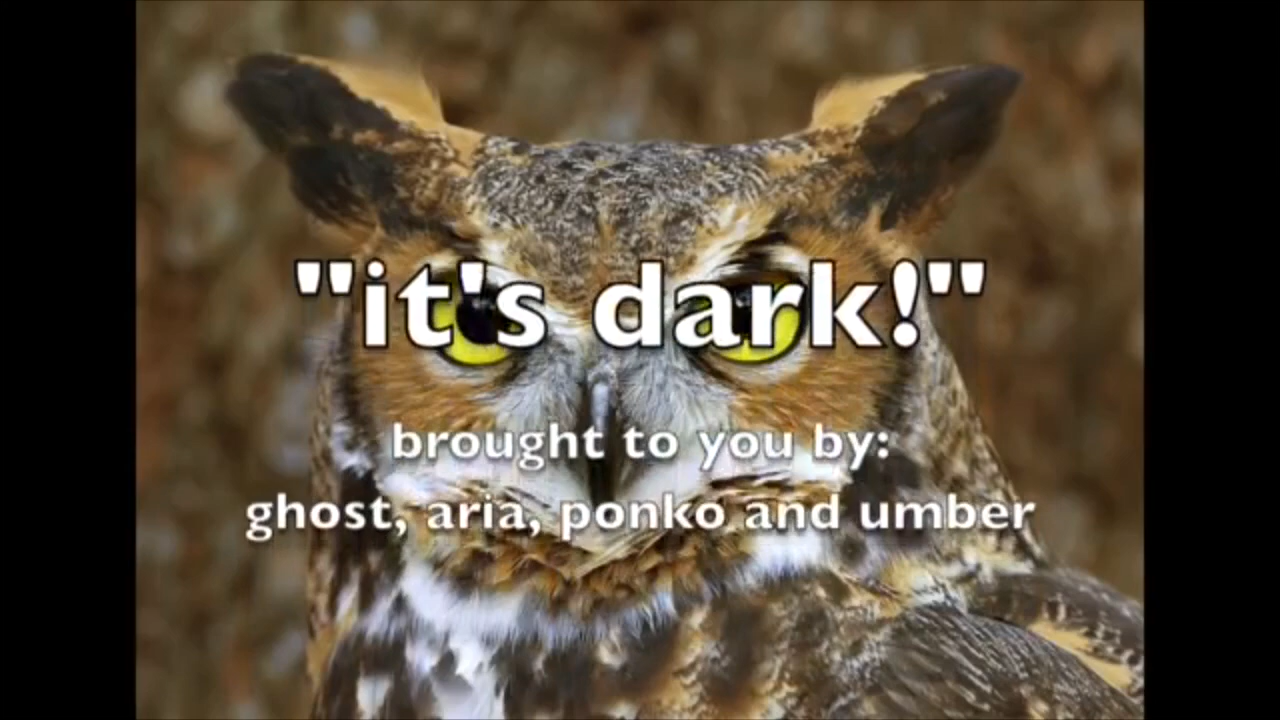 "it's dark!"
brought to you by:
ghost, aria, ponko and umber